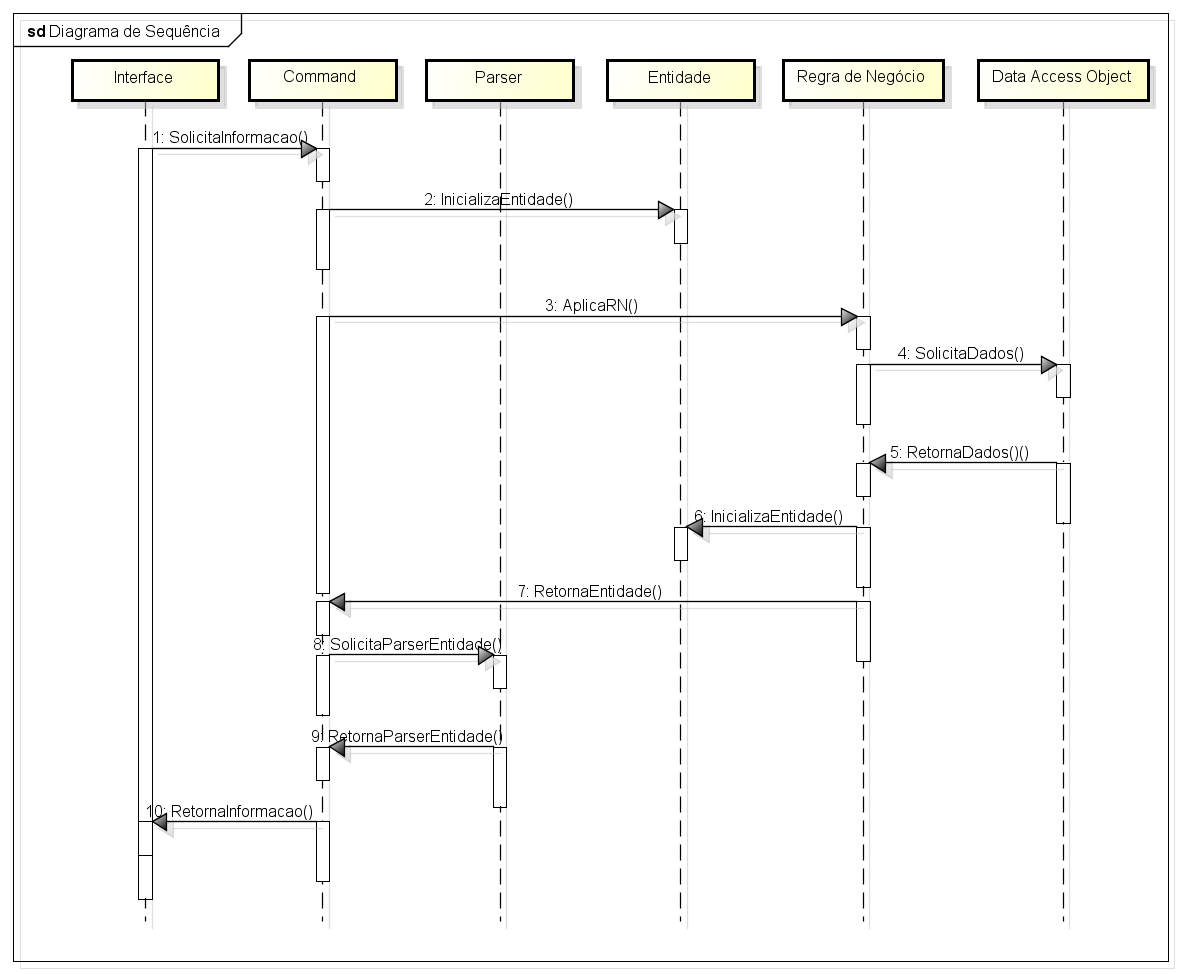 sd Diagrama de Sequência
Interface
Command
Parser
Entidade
Regra de Negócio
Data Access Object
1: SolicitaInformacao()
2: InicializaEntidade()
3: AplicaRN()
4: SolicitaDados()
5: RetornaDados()()
6: InicializaEntidade()
7: RetornaEntidade()
8: SolicitaParserEntidade()
9: RetornaParserEntidade()
10: RetornaInformacao()